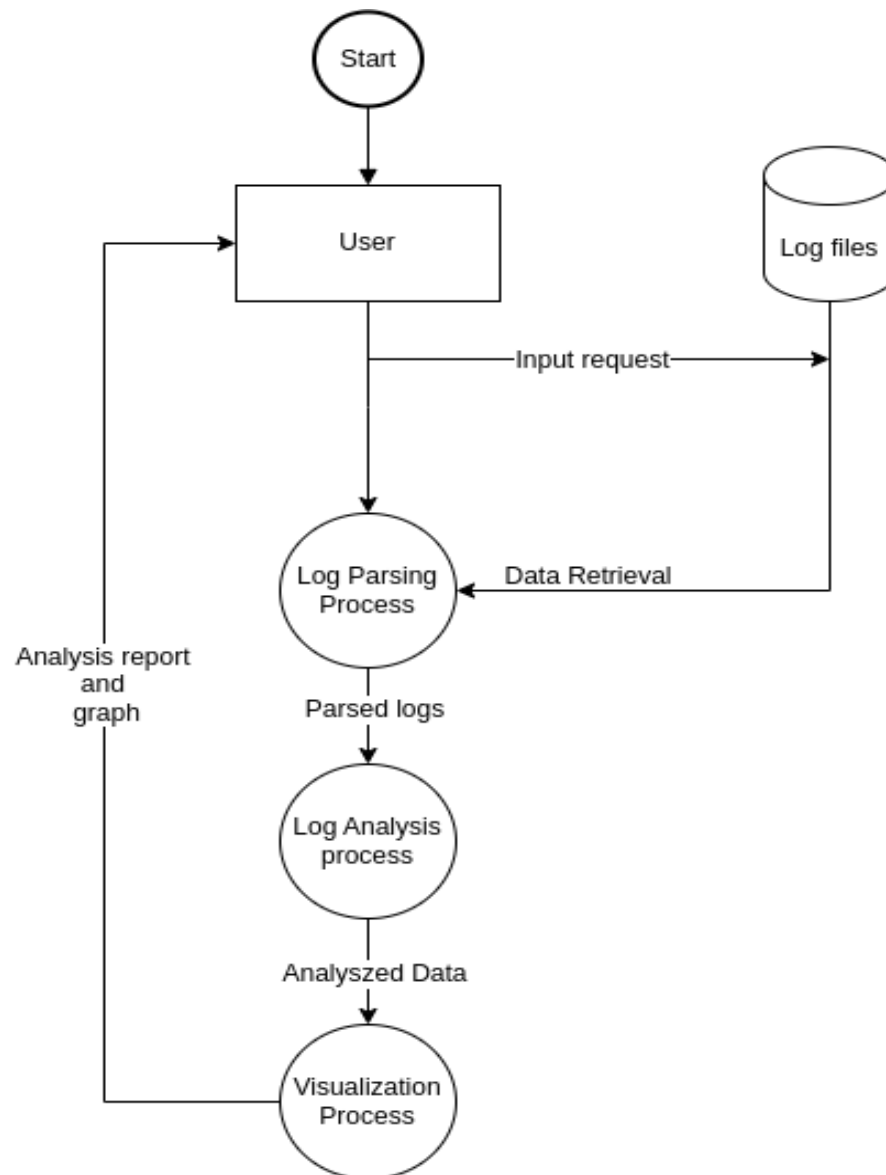 Start
User
Log files
Input request
Log Parsing
Process
Data Retrieval
Analysis report
and
graph
Parsed logs
Log Analysis
process
Analyszed Data
Visualization
Process